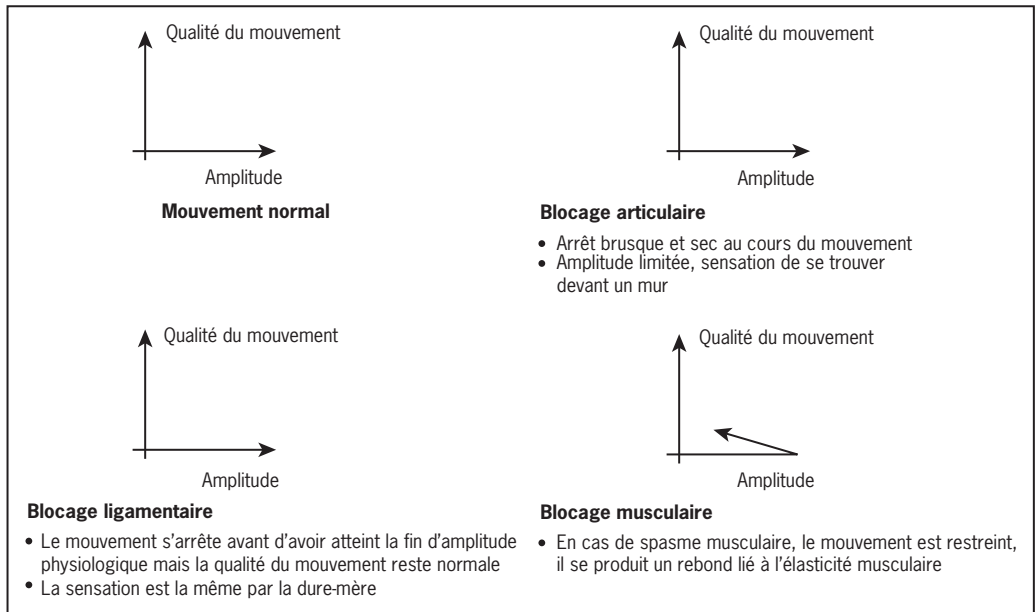 Qualité du mouvement
Amplitude
Mouvement normal
Qualité du mouvement
Amplitude
Blocage articulaire
• Arrêt brusque et sec au cours du mouvement
• Amplitude limitée, sensation de se trouver
devant un mur
Qualité du mouvement
Amplitude
Blocage ligamentaire
• Le mouvement s'arrête avant d'avoir atteint la fin d'amplitude
physiologique mais la qualité du mouvement reste normale
• La sensation est la même par la dure-mère
Qualité du mouvement
Amplitude
Blocage musculaire
• En cas de spasme musculaire, le mouvement est restreint,
il se produit un rebond lié à l'élasticité musculaire